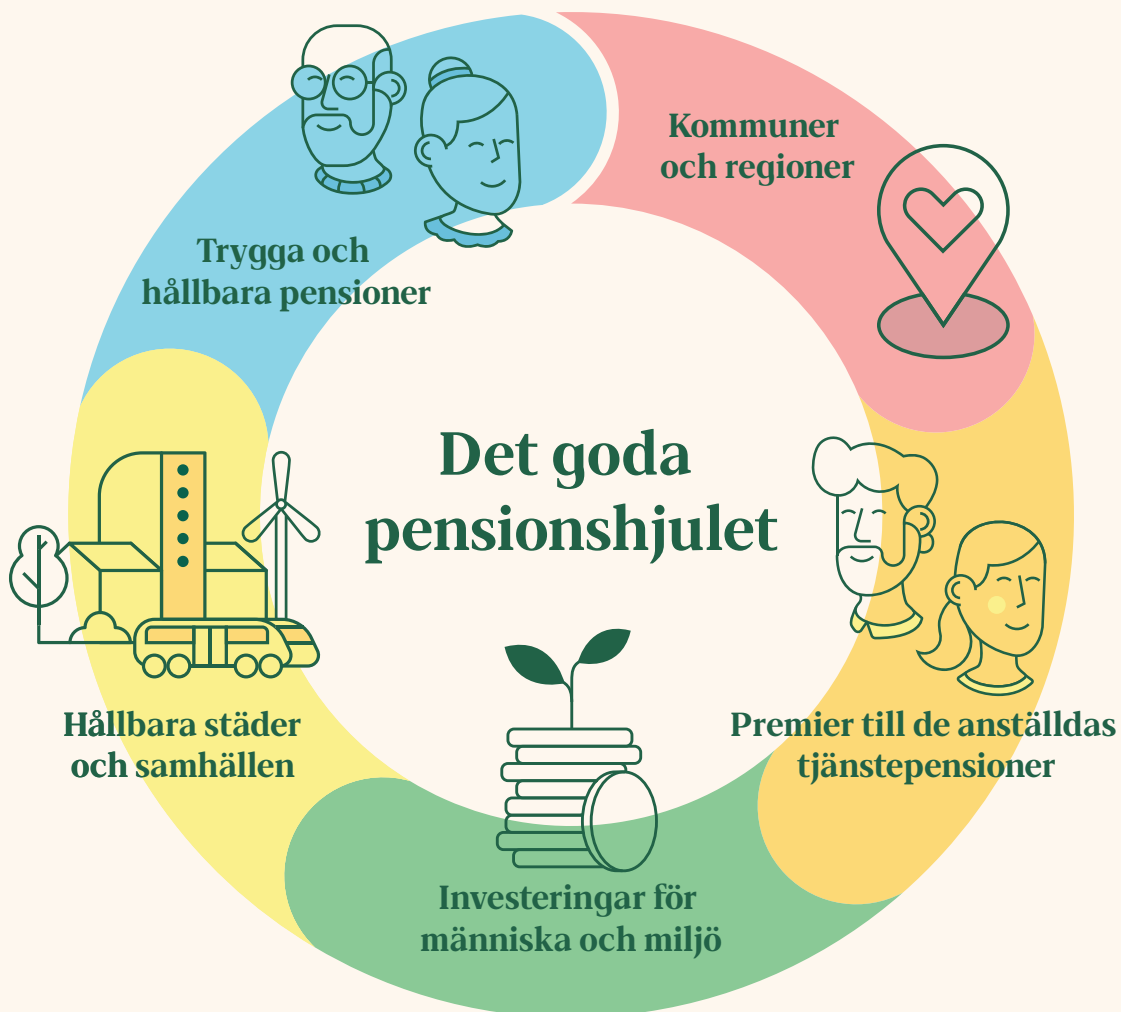 Det goda
pensionshjulet
Kommuner
och regioner
Premier till de anställdas
tjänstepensioner
Investeringar för
människa och miljö
Hållbara städer
och samhällen
Trygga och
hållbara pensioner